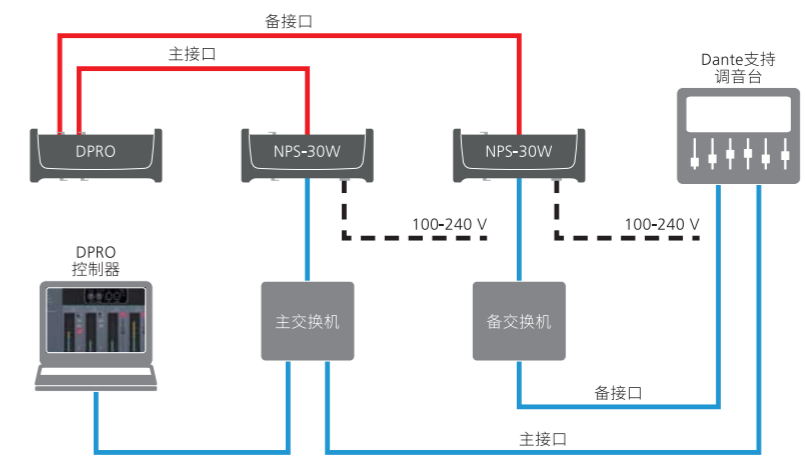 备接口
主接口
Dante支持
调音台
DPRO
NPS-30W
NPS-30W
100-240 V
100-240 V
DPRO
控制器
主交换机
备交换机
备接口
主接口